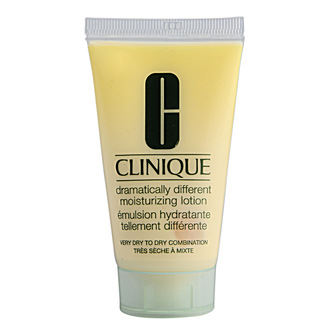 C
CLINIQUE
dramatically different
moisturizing lotion
émulsion hydratante
tellement différente
VERY DRY TO DRY COMBINATION
TRÈS SÈCHE À MIXTE